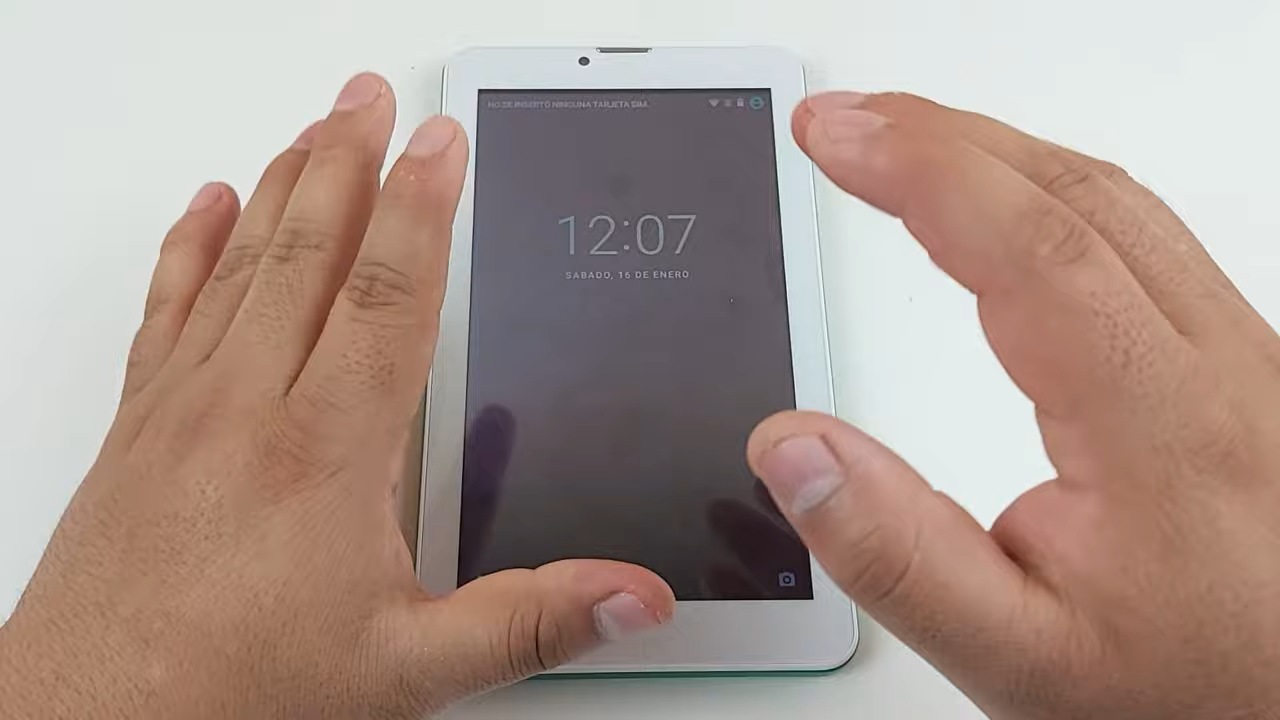 NO SE INSERTÓ NINGUNA TARJETA SIM.
12:07
SÁBADO, 16 DE ENERO